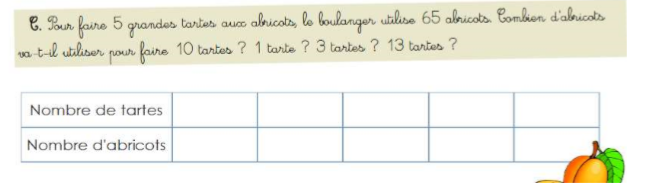 C. Pour faire 5 grandes tartes aux abricots, le boulanger utilise 65 abricots. Combien d'abricots
va-t-il utiliser pour faire 10 tartes ? 1 tarte ? 3 tartes ? 13 tartes ?
Nombre de tartes
Nombre d'abricots